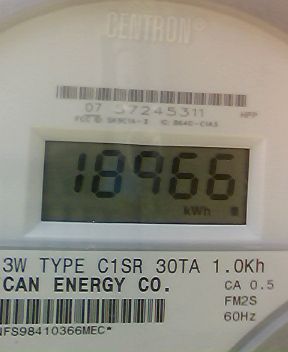 CENTRON®
07 57245311 HPP
18966
kWh
3W TYPE C1SR 30TA 1.0Kh
CAN ENERGY CO. CA 0.5
FM2S
NFS98410366MEC* 60Hz